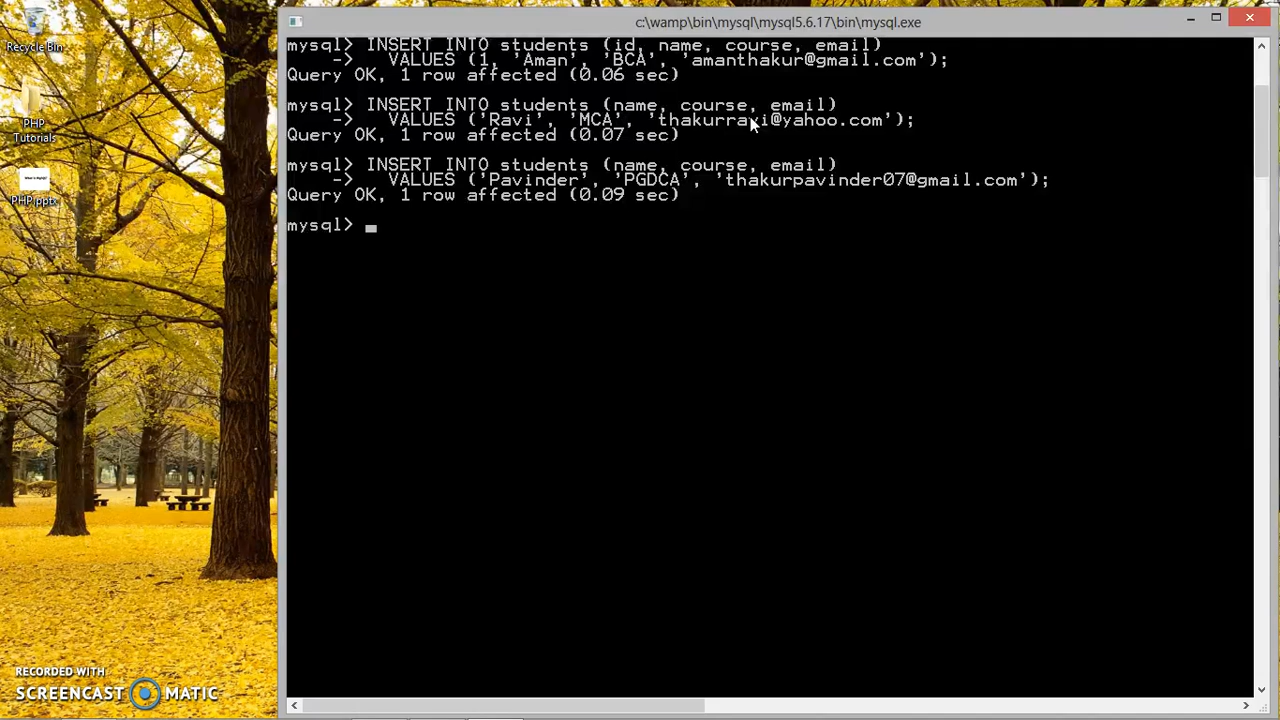 Recycle Bin
PHP
Tutorials
What is MySQL?
PHP.pptx
c:\wamp\bin\mysql\mysql5.6.17\bin\mysql.exe
mysql> INSERT INTO students (id, name, course, email)
-> VALUES (1, 'Aman', 'BCA', 'amanthakur@gmail.com');
Query OK, 1 row affected (0.06 sec)
mysql> INSERT INTO students (name, course, email)
-> VALUES ('Ravi', 'MCA', 'thakurravi@yahoo.com');
Query OK, 1 row affected (0.07 sec)
mysql> INSERT INTO students (name, course, email)
-> VALUES ('Pavinder', 'PGDCA', 'thakurpavinder07@gmail.com');
Query OK, 1 row affected (0.09 sec)
mysql>
RECORDED WITH
SCREENCAST MATIC